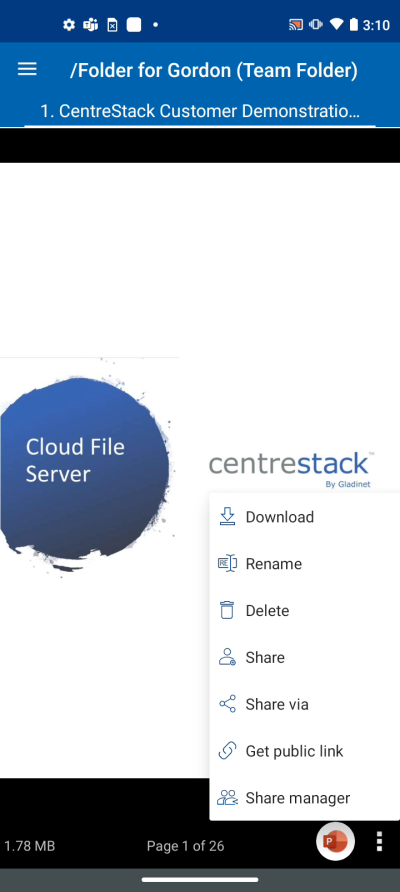 3:10
/Folder for Gordon (Team Folder)
1. CentreStack Customer Demonstratio...
Cloud File
Server
centrestack™
By Gladinet
Download
Rename
Delete
Share
Share via
Get public link
Share manager
1.78 MB
Page 1 of 26
P